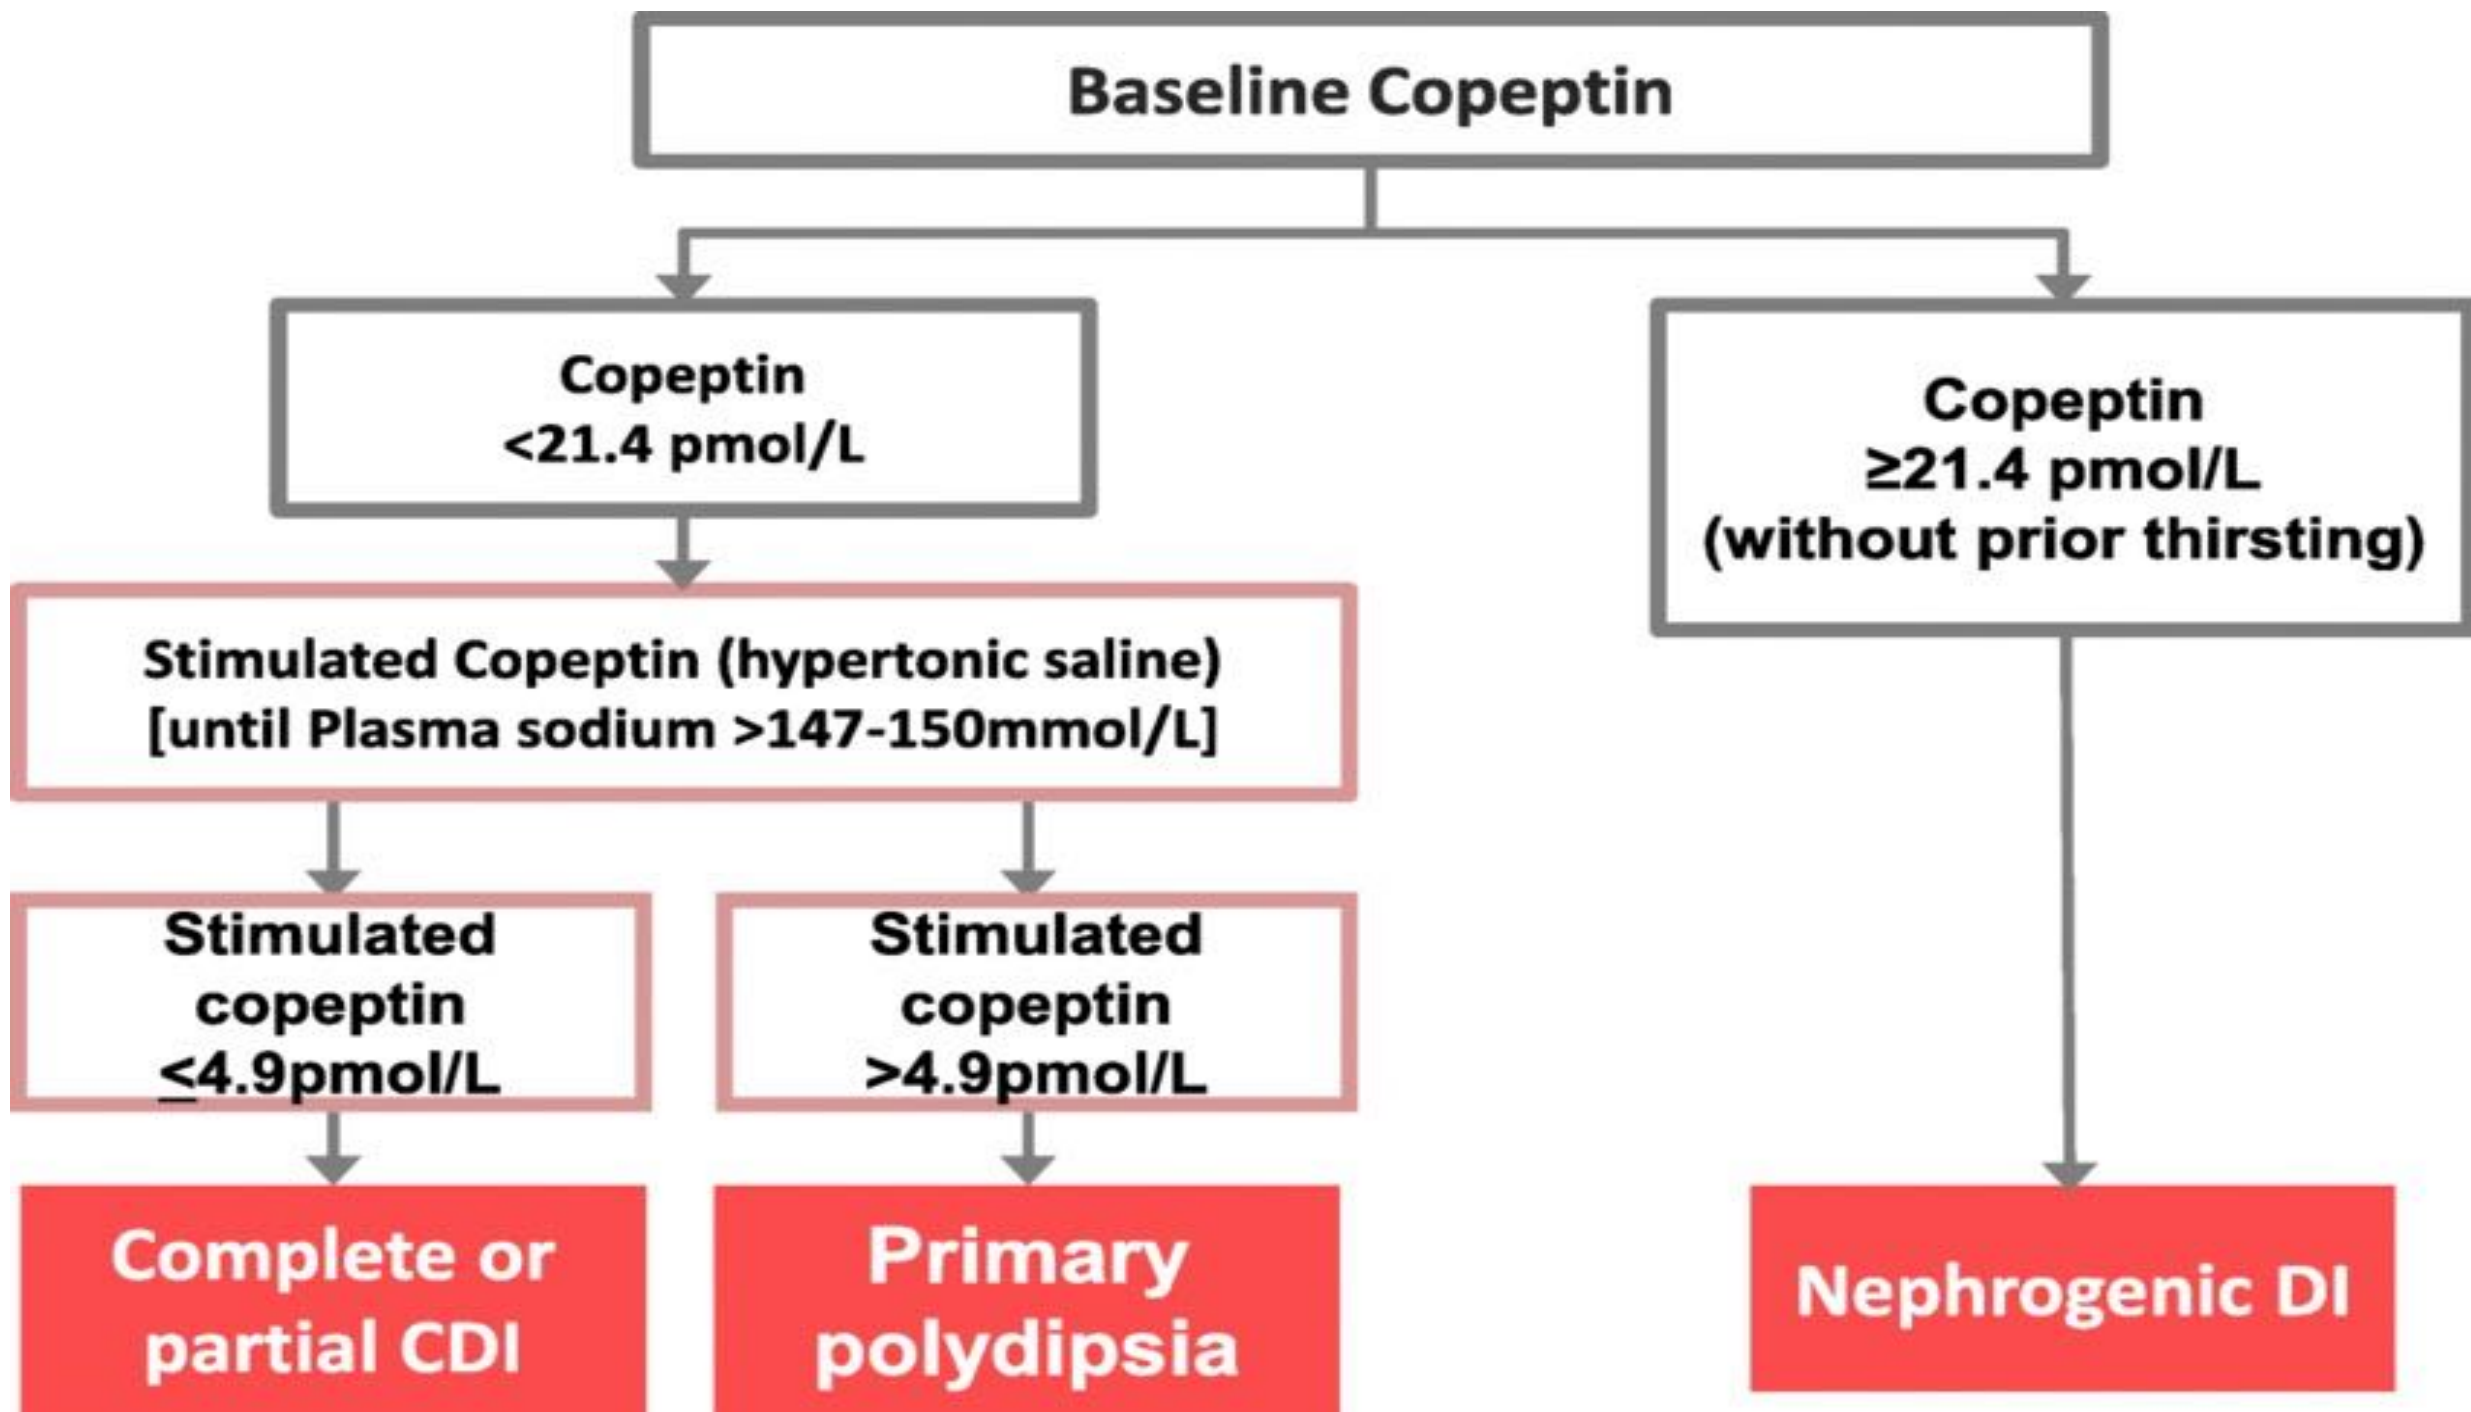 Baseline Copeptin
Copeptin
<21.4 pmol/L
Copeptin
≥21.4 pmol/L
(without prior thirsting)
Stimulated Copeptin (hypertonic saline)
[until Plasma sodium >147-150mmol/L]
Stimulated
copeptin
≤4.9pmol/L
Stimulated
copeptin
>4.9pmol/L
Complete or
partial CDI
Primary
polydipsia
Nephrogenic DI